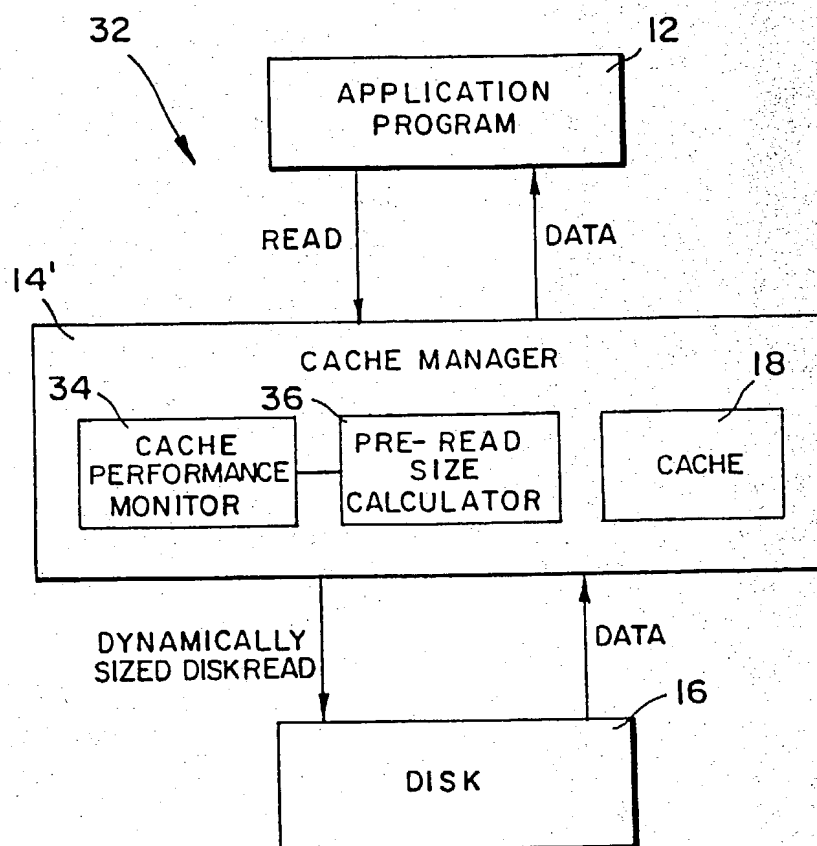 32
12
APPLICATION
PROGRAM
READ
DATA
14'
CACHE MANAGER
34
36
18
CACHE
PERFORMANCE
MONITOR
PRE-READ
SIZE
CALCULATOR
CACHE
DYNAMICALLY
SIZED DISKREAD
DATA
16
DISK